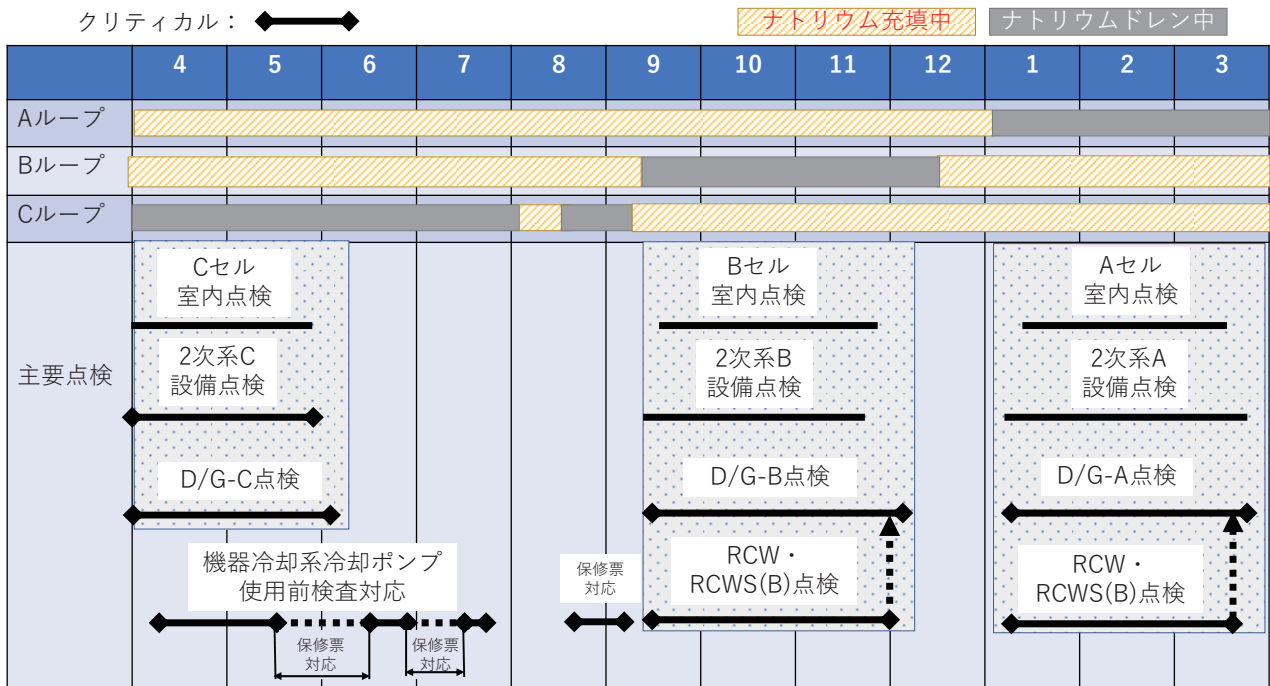 クリティカル：
ナトリウム充填中
ナトリウムドレン中
4 5 6 7 8 9 10 11 12 1 2 3
Aループ
Bループ
Cループ
主要点検
Cセル
室内点検
2次系C
設備点検
D/G-C点検
機器冷却系冷却ポンプ
使用前検査対応
保修票
対応
保修票
対応
保修票
対応
Bセル
室内点検
2次系B
設備点検
D/G-B点検
RCW・
RCWS(B)点検
Aセル
室内点検
2次系A
設備点検
D/G-A点検
RCW・
RCWS(B)点検